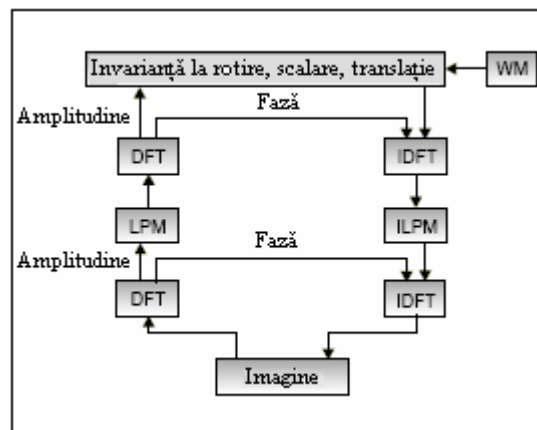 Invarianță la rotire, scalare, translație
WM
Amplitudine
Fază
DFT
IDFT
LPM
ILPM
Amplitudine
Fază
DFT
IDFT
Imagine